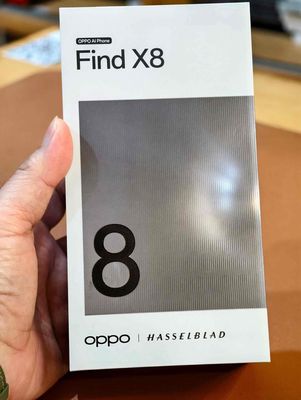 OPPO AI Phone
Find X8
8
oppo | HASSELBLAD